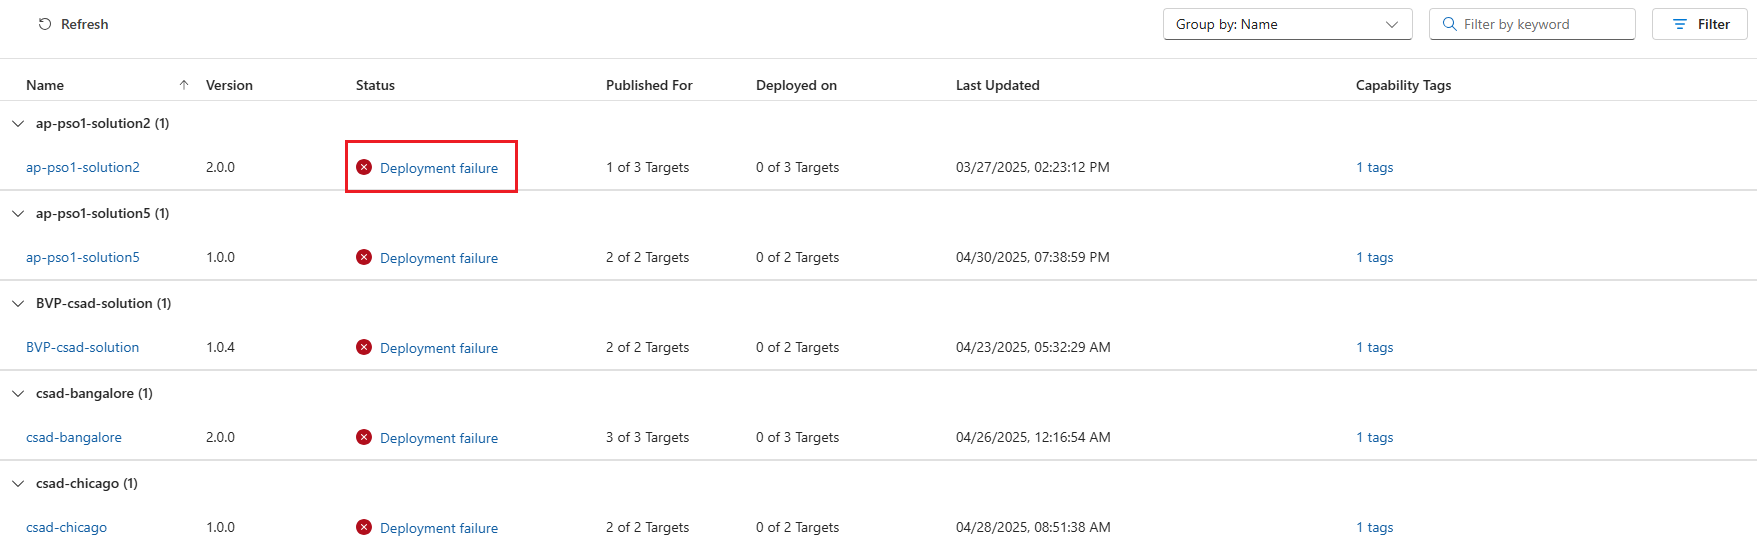 Refresh Group by: Name Filter by keyword Filter
Name Version Status Published For Deployed on Last Updated Capability Tags
ap-pso1-solution2 (1)
ap-pso1-solution2 2.0.0 Deployment failure 1 of 3 Targets 0 of 3 Targets 03/27/2025, 02:23:12 PM 1 tags
ap-pso1-solution5 (1)
ap-pso1-solution5 1.0.0 Deployment failure 2 of 2 Targets 0 of 2 Targets 04/30/2025, 07:38:59 PM 1 tags
BVP-csad-solution (1)
BVP-csad-solution 1.0.4 Deployment failure 2 of 2 Targets 0 of 2 Targets 04/23/2025, 05:32:29 AM 1 tags
csad-bangalore (1)
csad-bangalore 2.0.0 Deployment failure 3 of 3 Targets 0 of 3 Targets 04/26/2025, 12:16:54 AM 1 tags
csad-chicago (1)
csad-chicago 1.0.0 Deployment failure 2 of 2 Targets 0 of 2 Targets 04/28/2025, 08:51:38 AM 1 tags